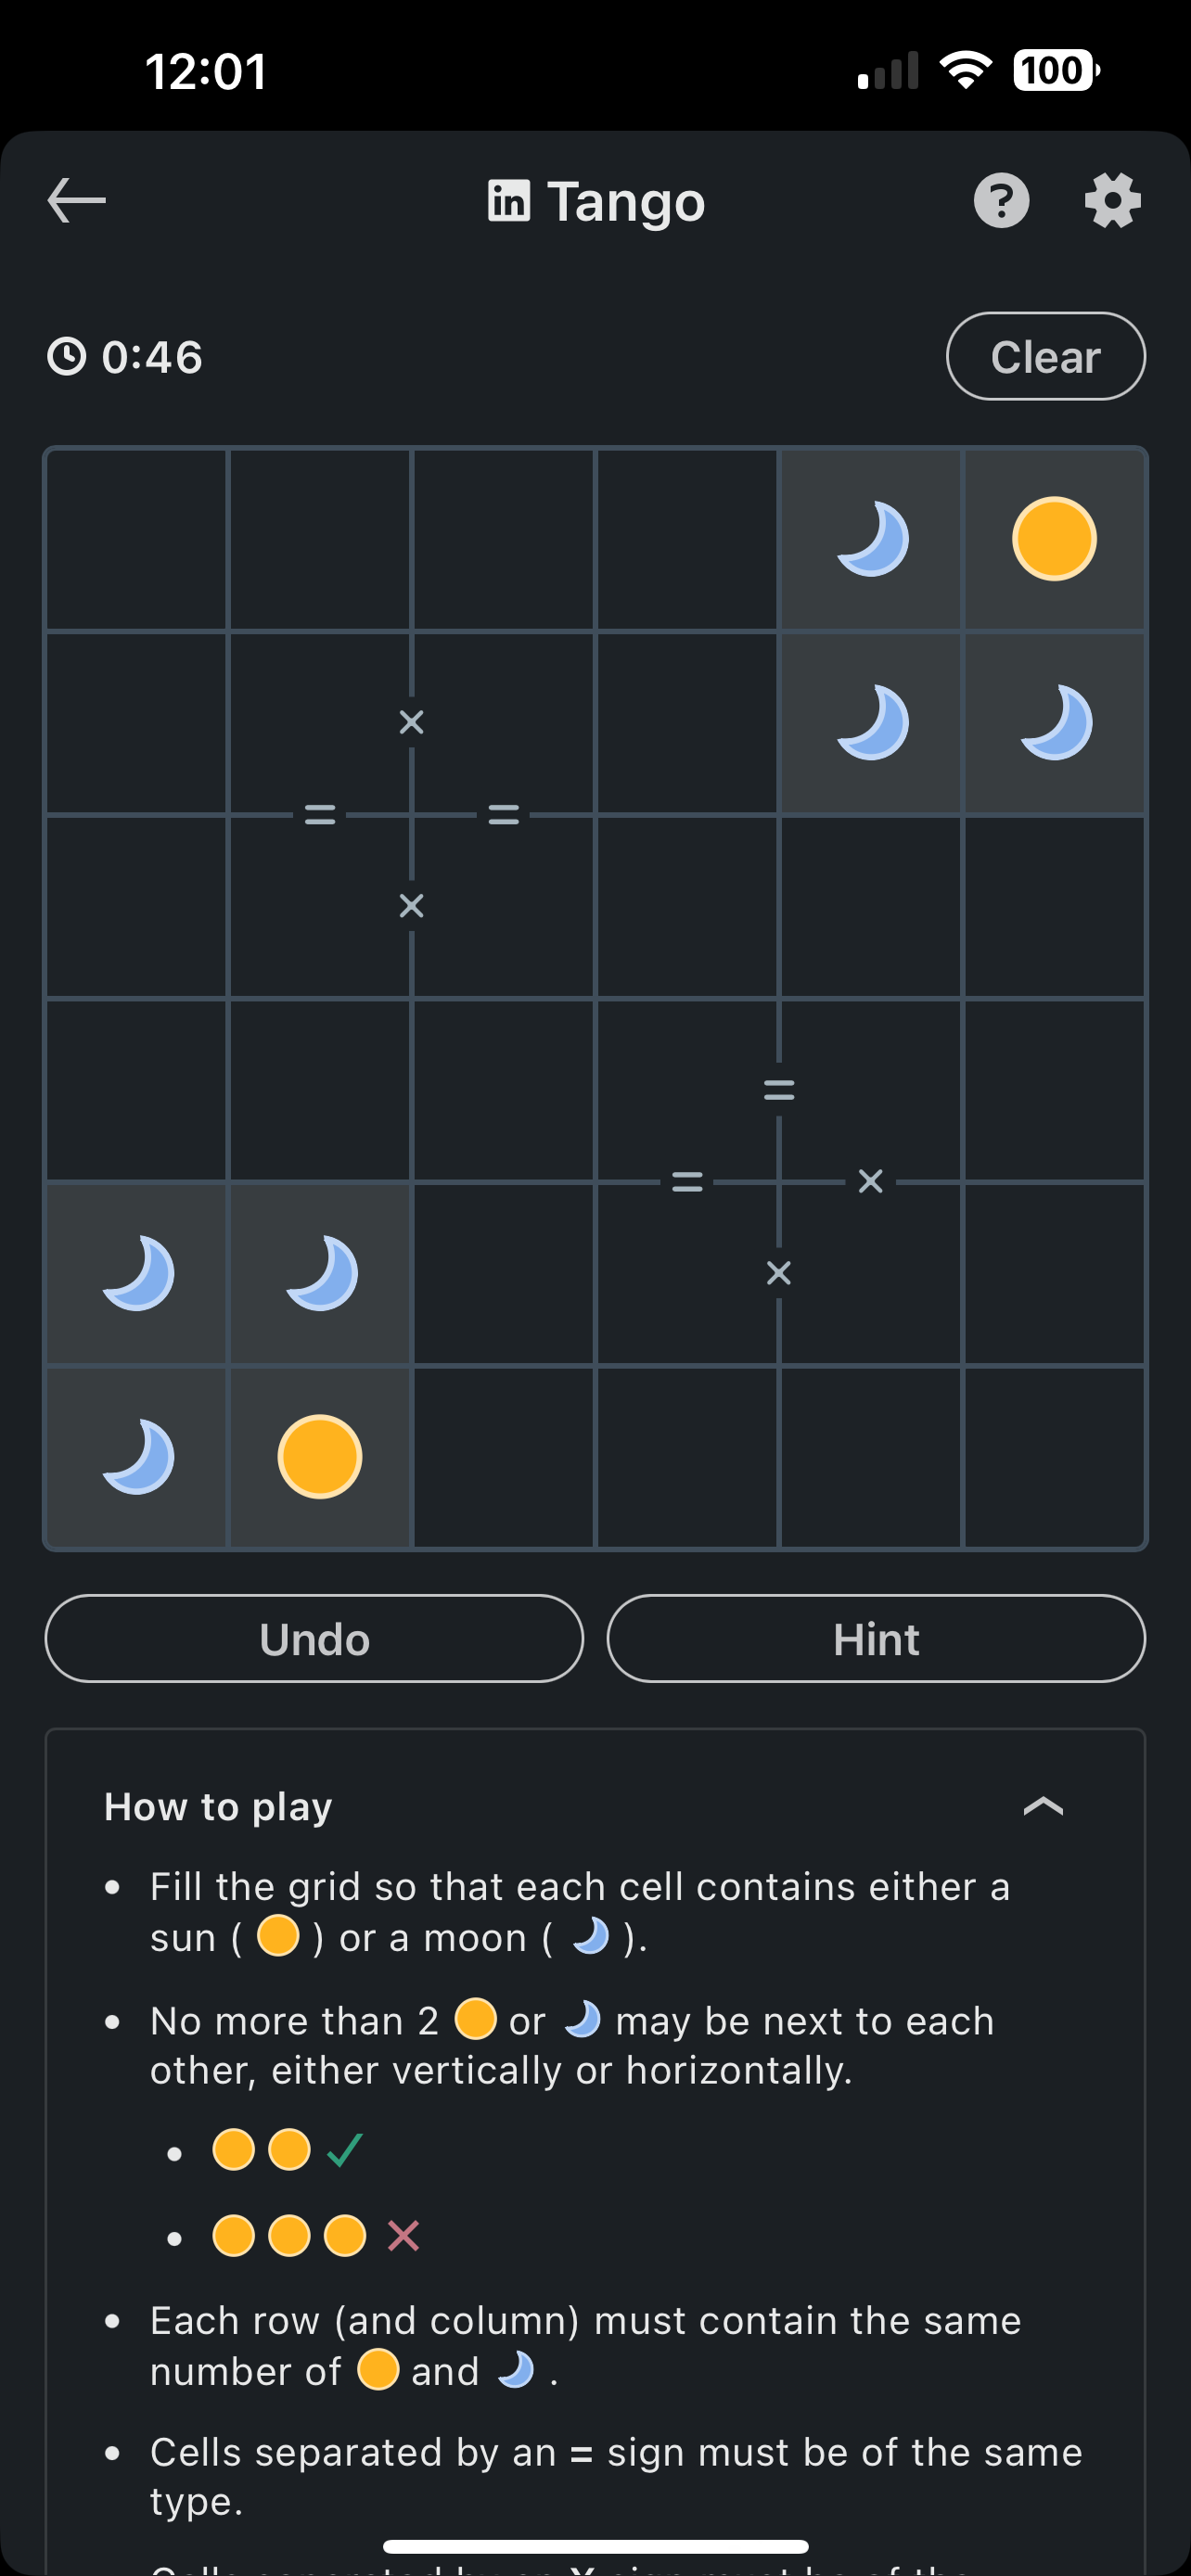 12:01
100
in Tango
?
0:46
Clear
×
= =
×
=
= ×
×
Undo
Hint
How to play
• Fill the grid so that each cell contains either a
sun ( ) or a moon ( ).
• No more than 2 or may be next to each
other, either vertically or horizontally.
• Each row (and column) must contain the same
number of and .
• Cells separated by an = sign must be of the same
type.